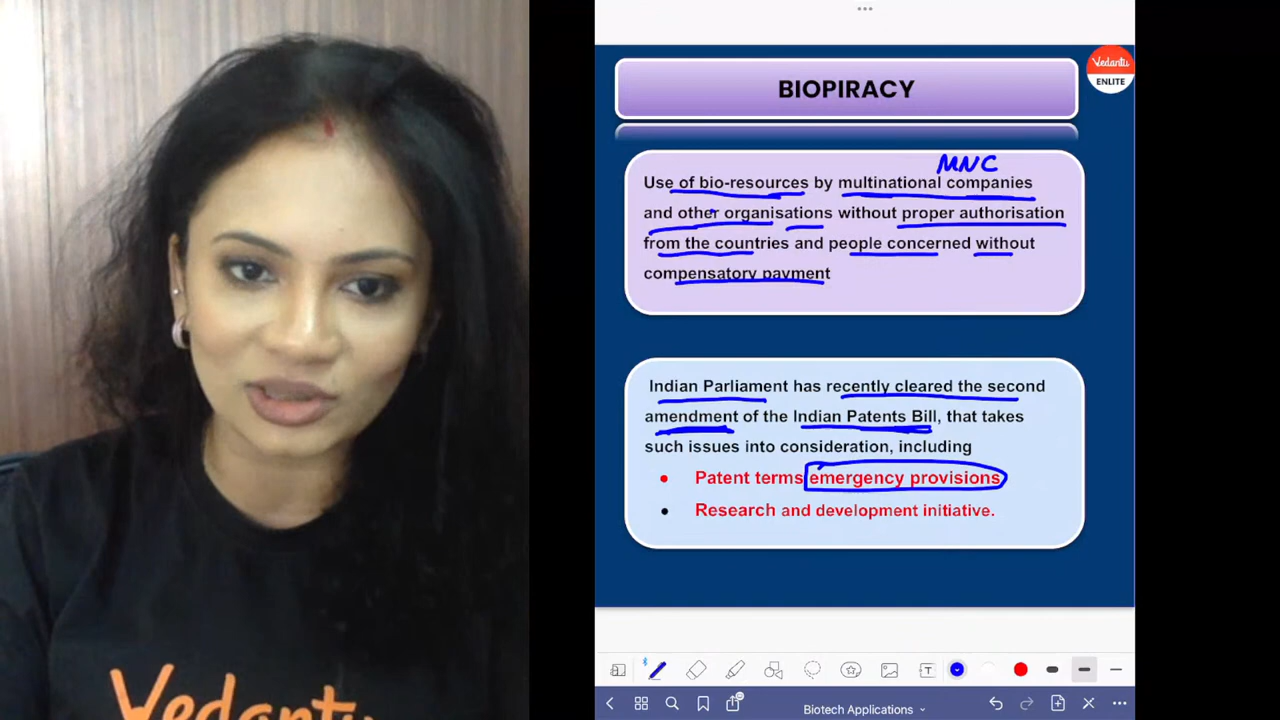 Vedantu
ENLITE
BIOPIRACY
MNC
Use of bio-resources by multinational companies
and other organisations without proper authorisation
from the countries and people concerned without
compensatory payment
Indian Parliament has recently cleared the second
amendment of the Indian Patents Bill, that takes
such issues into consideration, including
Patent terms emergency provisions
Research and development initiative.
Vedantu
T
Biotech Applications